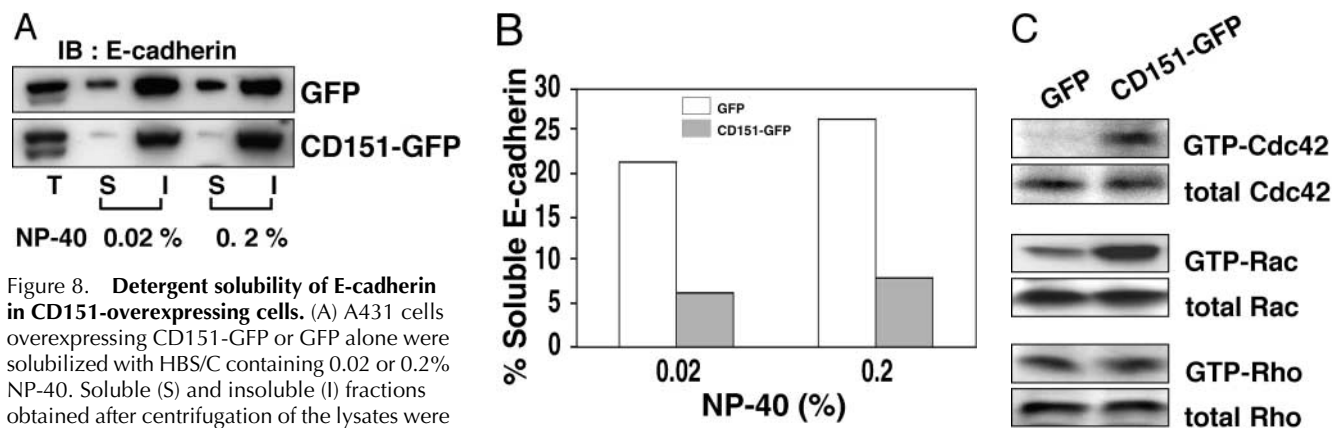 A
IB : E-cadherin
GFP
CD151-GFP
T S I S I
NP-40 0.02 % 0. 2 %
Figure 8. Detergent solubility of E-cadherin
in CD151-overexpressing cells. (A) A431 cells
overexpressing CD151-GFP or GFP alone were
solubilized with HBS/C containing 0.02 or 0.2%
NP-40. Soluble (S) and insoluble (I) fractions
obtained after centrifugation of the lysates were
B
% Soluble E-cadherin
30
25
20
15
10
5
0
GFP
CD151-GFP
0.02 0.2
NP-40 (%)
C
GFP CD151-GFP
GTP-Cdc42
total Cdc42
GTP-Rac
total Rac
GTP-Rho
total Rho